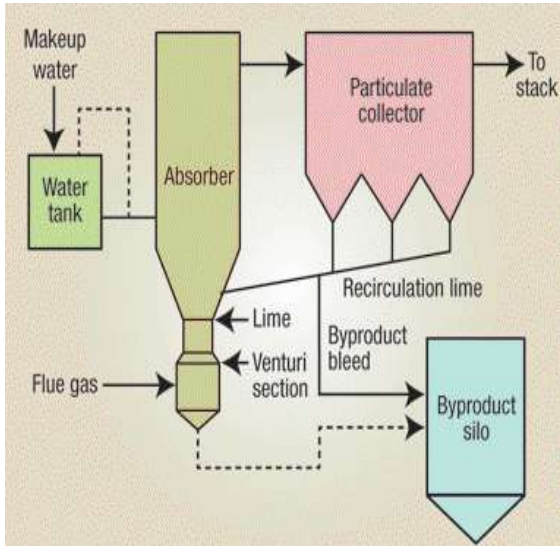 Makeup
water
Water
tank
Absorber
Particulate
collector
To
stack
Recirculation lime
Lime
Venturi
section
Byproduct
bleed
Flue gas
Byproduct
silo